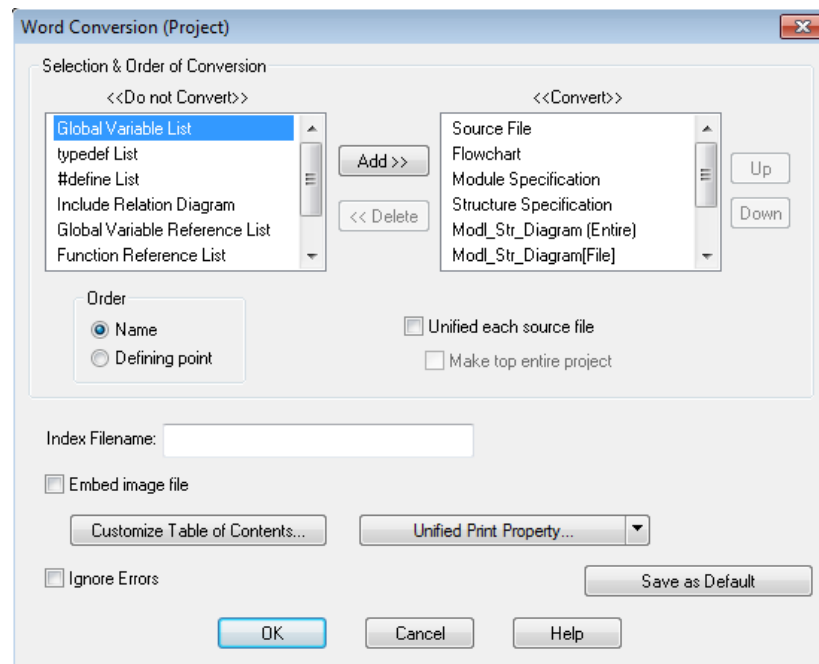 Word Conversion (Project)
Selection & Order of Conversion
<<Do not Convert>>
<<Convert>>
Global Variable List
typedef List
#define List
Include Relation Diagram
Global Variable Reference List
Function Reference List
Add >>
<< Delete
Source File
Flowchart
Module Specification
Structure Specification
Modl_Str_Diagram (Entire)
Modl_Str_Diagram[File]
Up
Down
Order
Name
Defining point
Unified each source file
Make top entire project
Index Filename:
Embed image file
Customize Table of Contents...
Unified Print Property...
Ignore Errors
Save as Default
OK
Cancel
Help